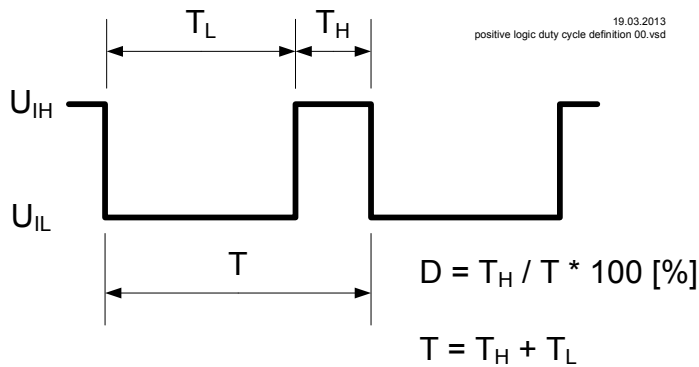 19.03.2013
positive logic duty cycle definition 00.vsd
T_L T_H
U_IH
U_IL
T
D = T_H / T * 100 [%]
T = T_H + T_L